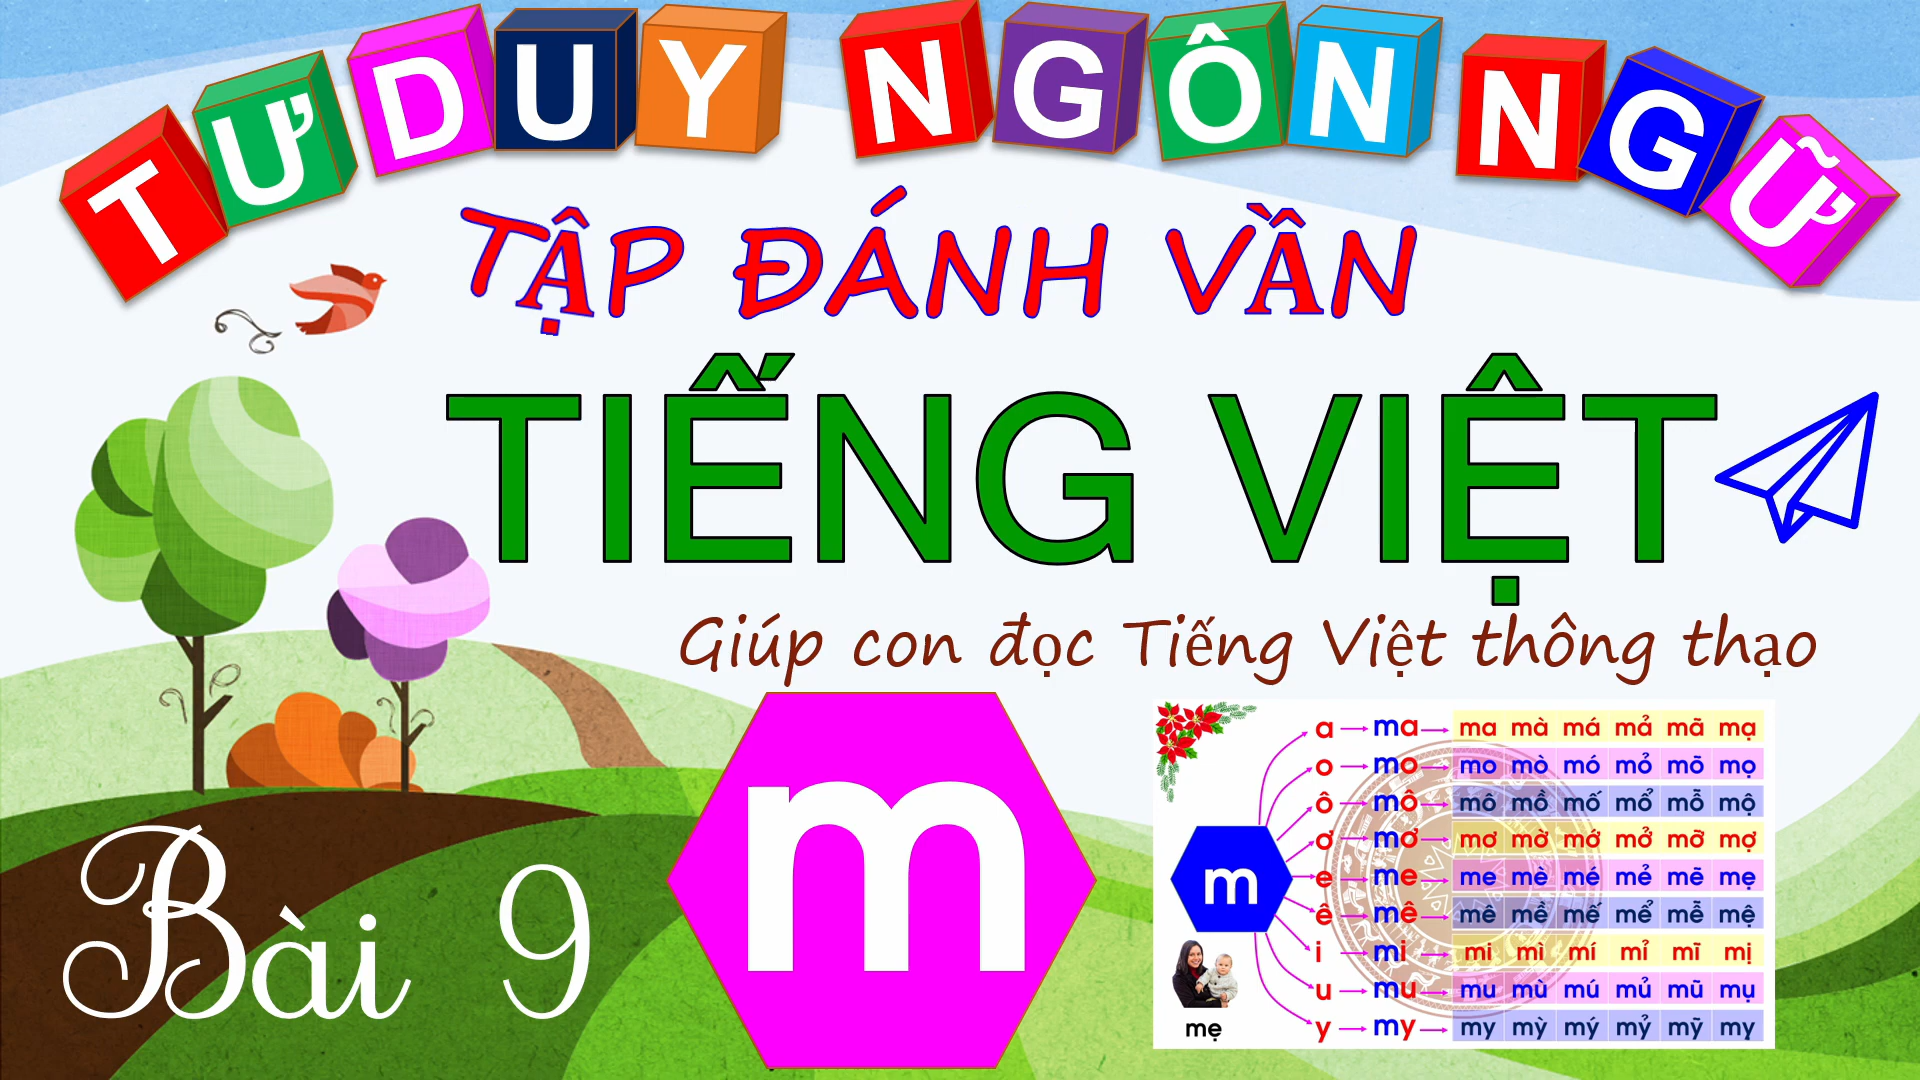 TƯ DUY NGÔN NGỮ
TẬP ĐÁNH VẦN
TIẾNG VIỆT
Giúp con đọc Tiếng Việt thông thạo
Bài 9
m
m
mẹ
a ma ma mà má mả mã mạ
o mo mo mò mó mỏ mõ mọ
ô mô mô mồ mố mổ mỗ mộ
ơ mơ mơ mờ mớ mở mỡ mợ
e me me mè mé mẻ mẽ mẹ
ê mê mê mề mế mể mễ mệ
i mi mi mì mí mỉ mĩ mị
u mu mu mù mú mủ mũ mụ
y my my mỳ mý mỷ mỹ mỵ